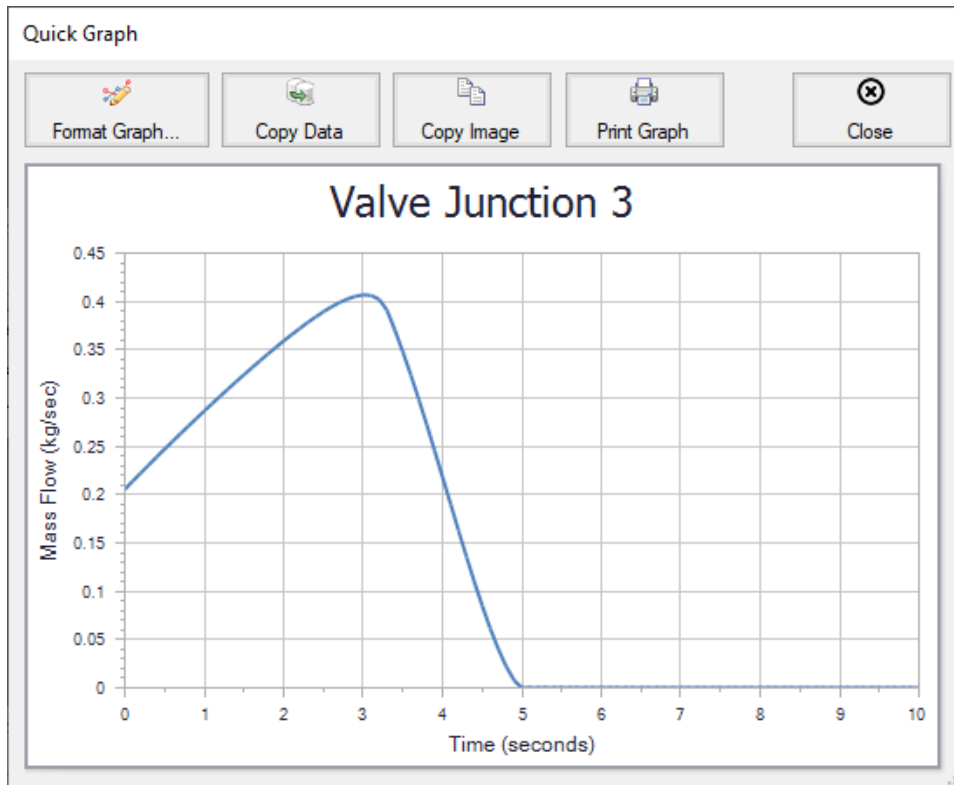 Quick Graph
Format Graph...
Copy Data
Copy Image
Print Graph
Close
Valve Junction 3
Mass Flow (kg/sec)
0.45
0.4
0.35
0.3
0.25
0.2
0.15
0.1
0.05
0
0 1 2 3 4 5 6 7 8 9 10
Time (seconds)